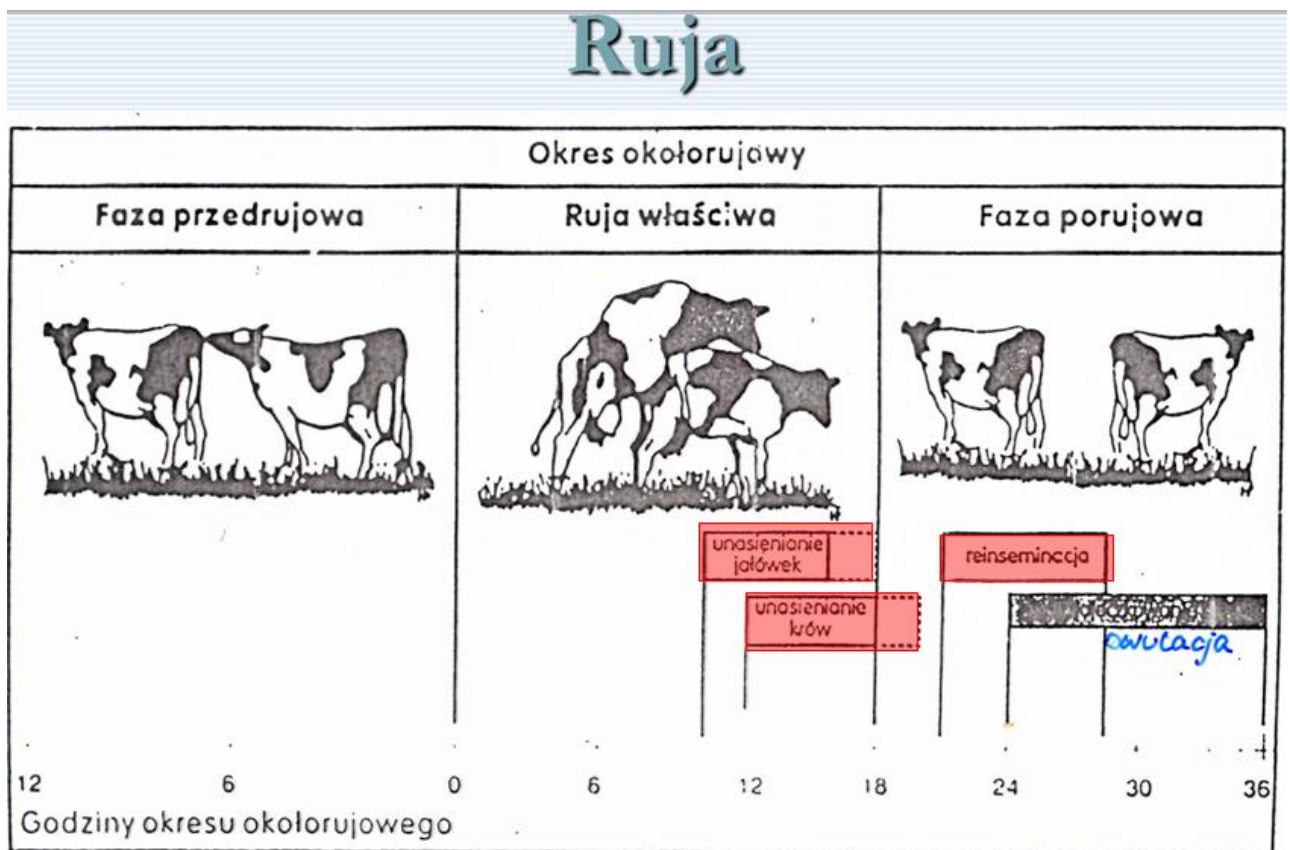 Ruja
Okres okołorujowy
Faza przedrujowa
Ruja właściwa
Faza porujowa
unasienianie
jałówek
reinseminacja
unasienianie
krów
owulacja
12 6 0 6 12 18 24 30 36
Godziny okresu okołorujowego